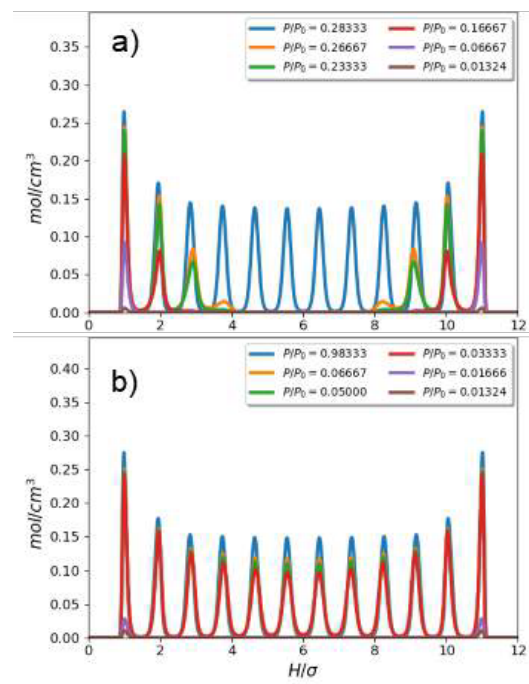 a)
P/P₀ = 0.28333 P/P₀ = 0.16667
P/P₀ = 0.26667 P/P₀ = 0.06667
P/P₀ = 0.23333 P/P₀ = 0.01324
mol/cm³
0.35
0.30
0.25
0.20
0.15
0.10
0.05
0.00
0 2 4 6 8 10 12
b)
P/P₀ = 0.98333 P/P₀ = 0.03333
P/P₀ = 0.06667 P/P₀ = 0.01666
P/P₀ = 0.05000 P/P₀ = 0.01324
mol/cm³
0.40
0.35
0.30
0.25
0.20
0.15
0.10
0.05
0.00
0 2 4 6 8 10 12
H/σ